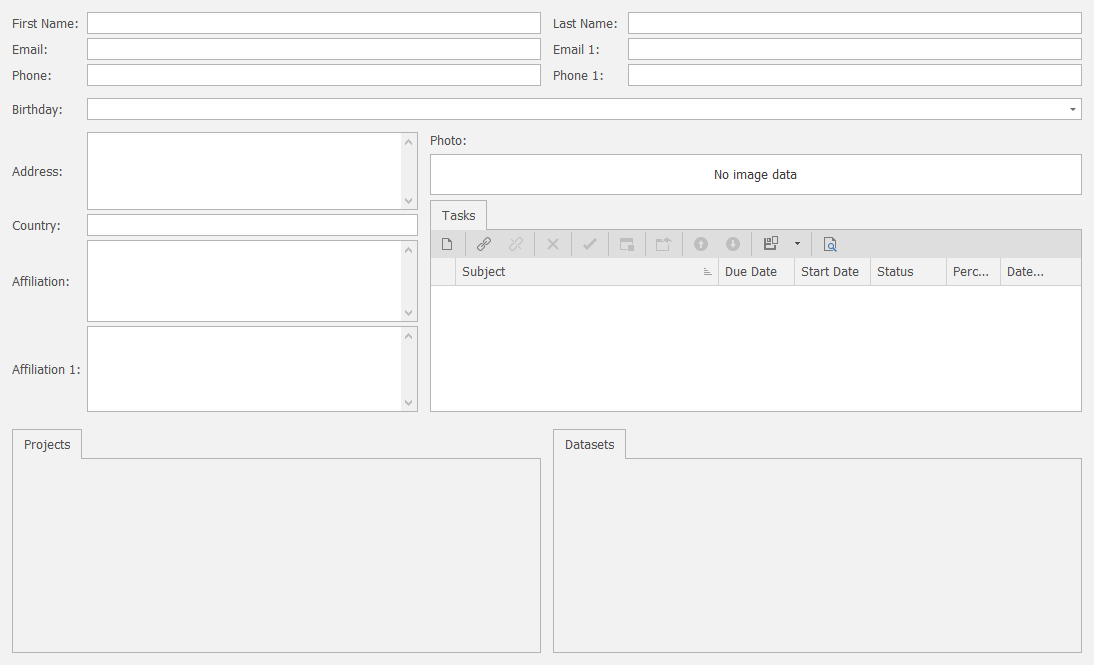 First Name:
Last Name:
Email:
Email 1:
Phone:
Phone 1:
Birthday:
Address:
Photo:
No image data
Tasks
Country:
Subject Due Date Start Date Status Perc... Date...
Affiliation:
Affiliation 1:
Projects
Datasets